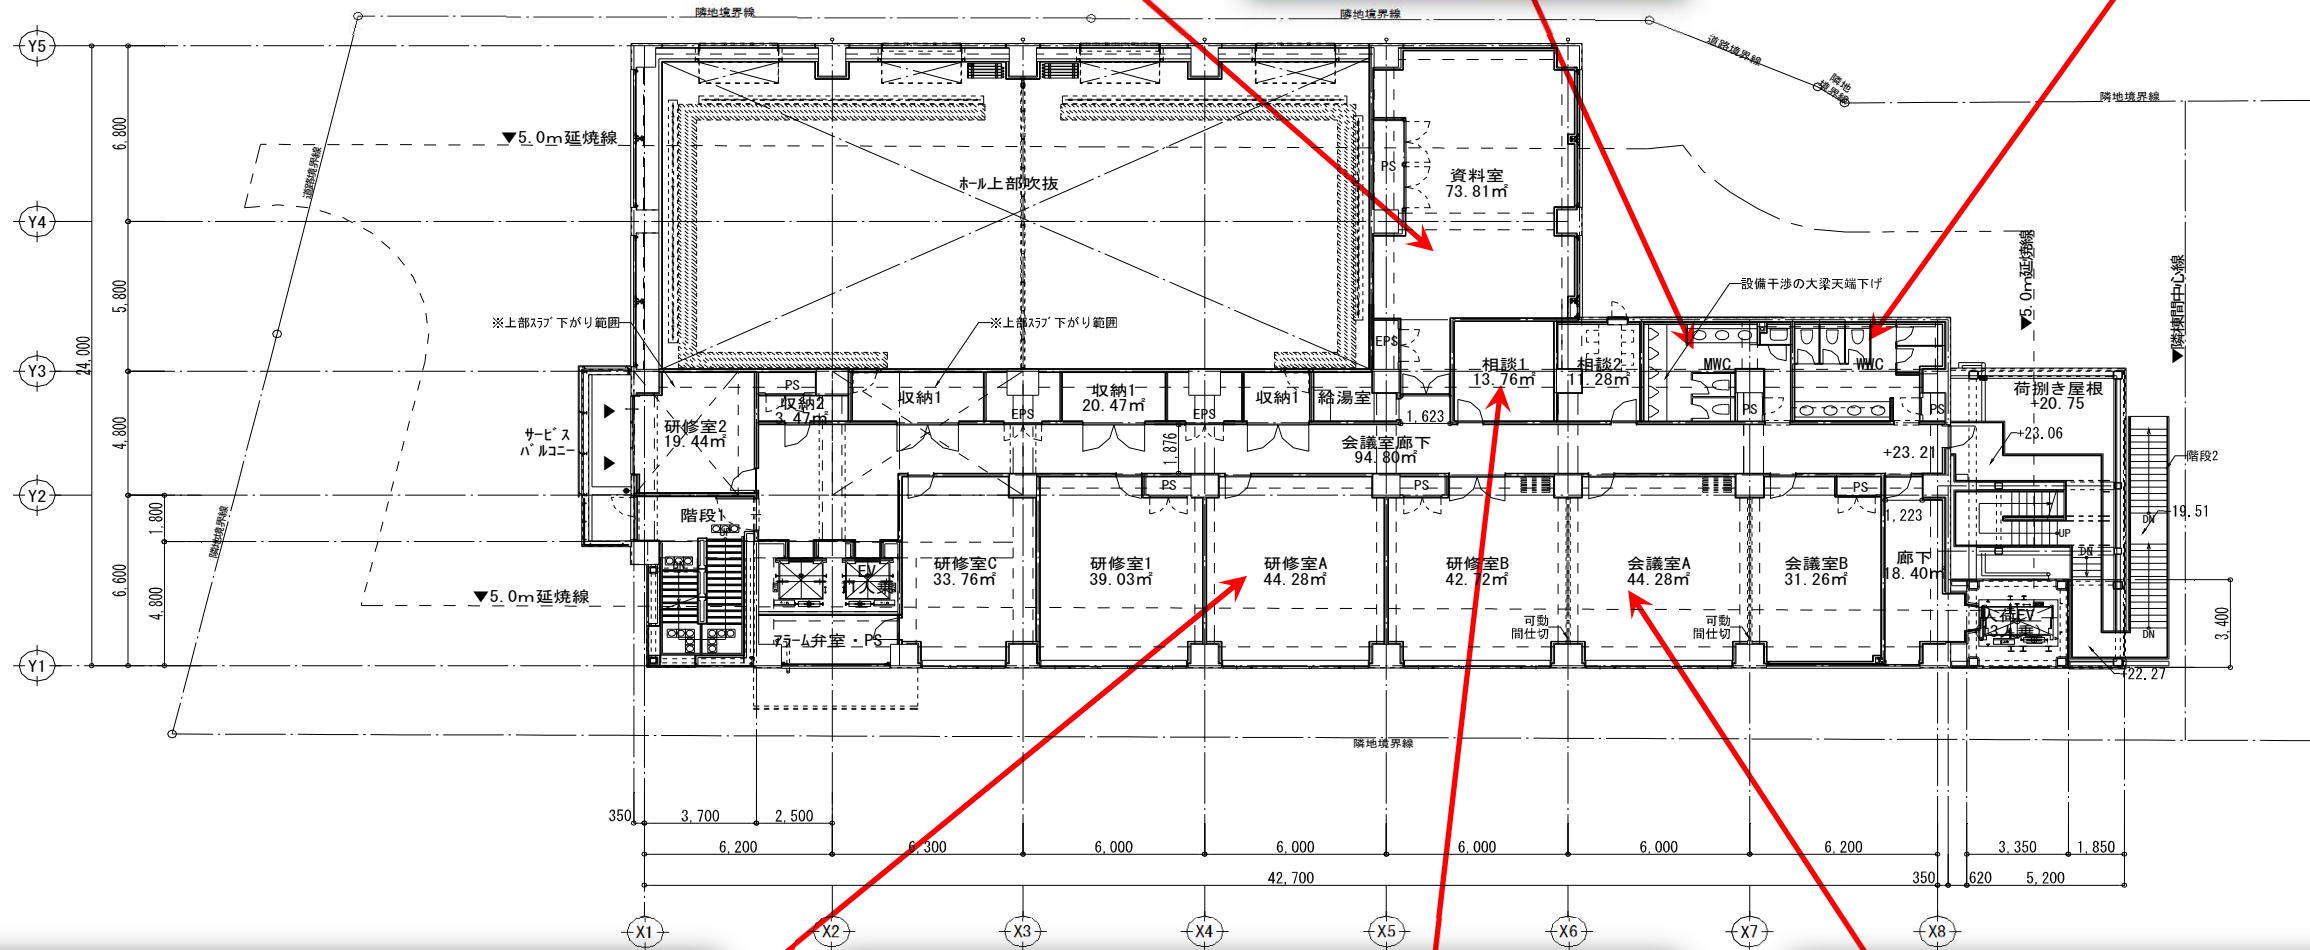 隣地境界線
隣地境界線
道路境界線
隣地
境界線
隣地境界線
Y5
Y4
Y3
Y2
Y1
6,800
5,800
24,000
4,800
1,800
6,600
4,800
▼5.0m延焼線
道路境界線
ホール上部吹抜
PS
資料室
73.81㎡
設備干渉の大梁天端下げ
▼5.0m延焼線
▼隣棟間中心線
※上部スラブ下がり範囲
※上部スラブ下がり範囲
EPS
相談1
13.76㎡
相談2
11.28㎡
MWC
WWC
PS
収納2
3.47㎡
収納1
EPS
収納1
20.47㎡
EPS
収納1
給湯室
1,623
PS
PS
荷捌き屋根
+20.75
研修室2
19.44㎡
サービス
バルコニー
1,876
会議室廊下
94.80㎡
+23.21
+23.06
階段2
階段1
PS
PS
PS
1,223
-19.51
DN
UP
DN
UP
DN
隣地境界線
研修室C
33.76㎡
研修室1
39.03㎡
研修室A
44.28㎡
研修室B
42.72㎡
会議室A
44.28㎡
会議室B
31.26㎡
廊下
18.40㎡
EV
▼5.0m延焼線
アラーム弁室・PS
可動
間仕切
可動
間仕切
DN
3,400
+22.27
隣地境界線
350
3,700
2,500
6,200
6,300
6,000
6,000
6,000
6,000
6,200
3,350
1,850
42,700
350
620
5,200
X1
X2
X3
X4
X5
X6
X7
X8